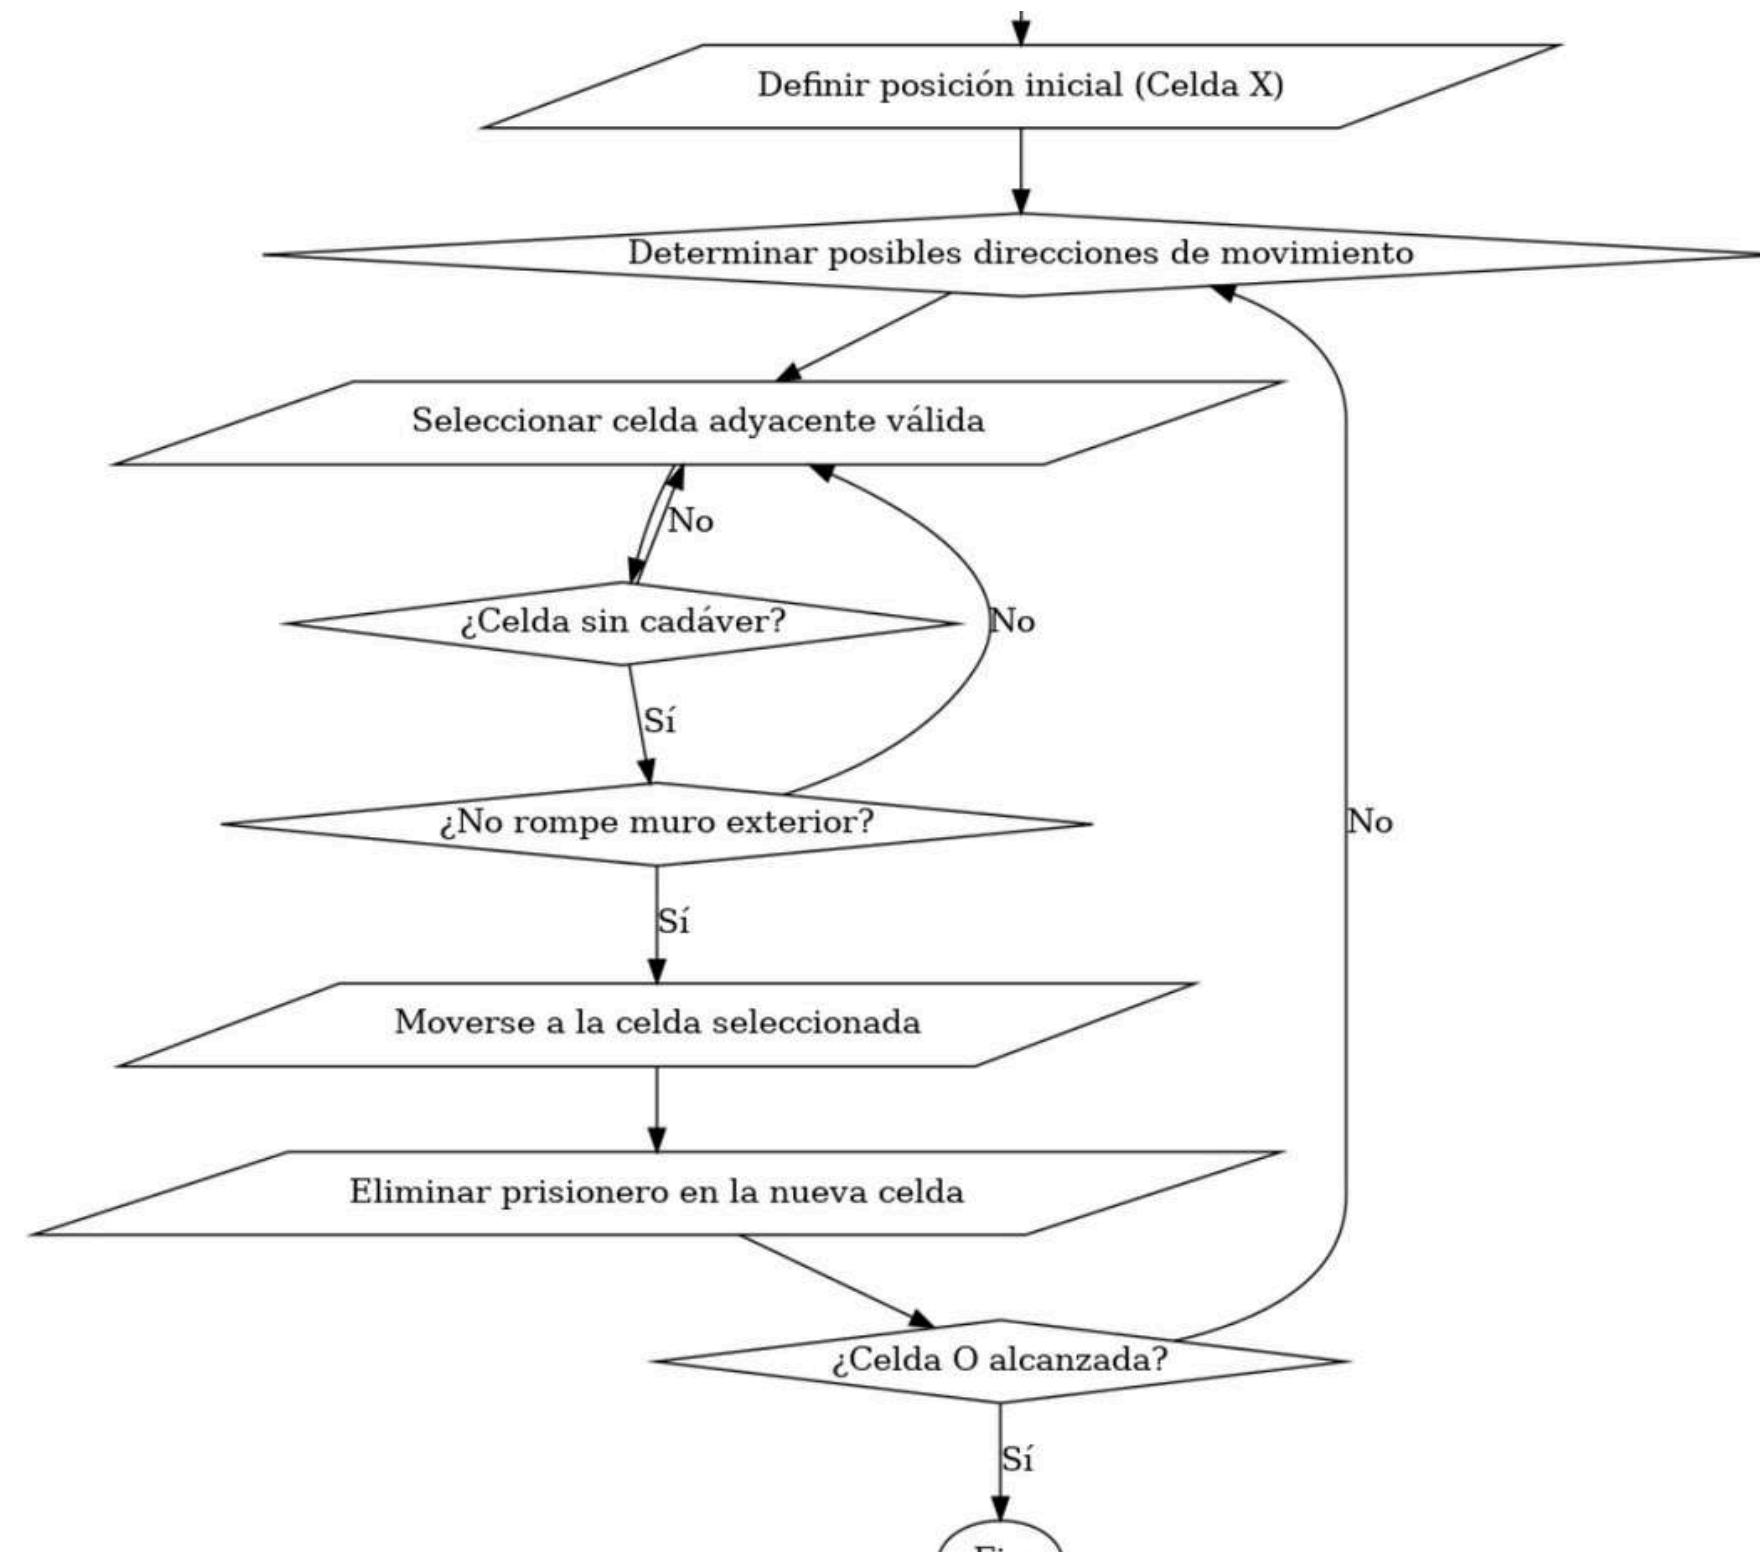 Definir posición inicial (Celda X)
Determinar posibles direcciones de movimiento
Seleccionar celda adyacente válida
No
¿Celda sin cadáver?
No
Sí
¿No rompe muro exterior?
No
Sí
Moverse a la celda seleccionada
Eliminar prisionero en la nueva celda
¿Celda O alcanzada?
Sí